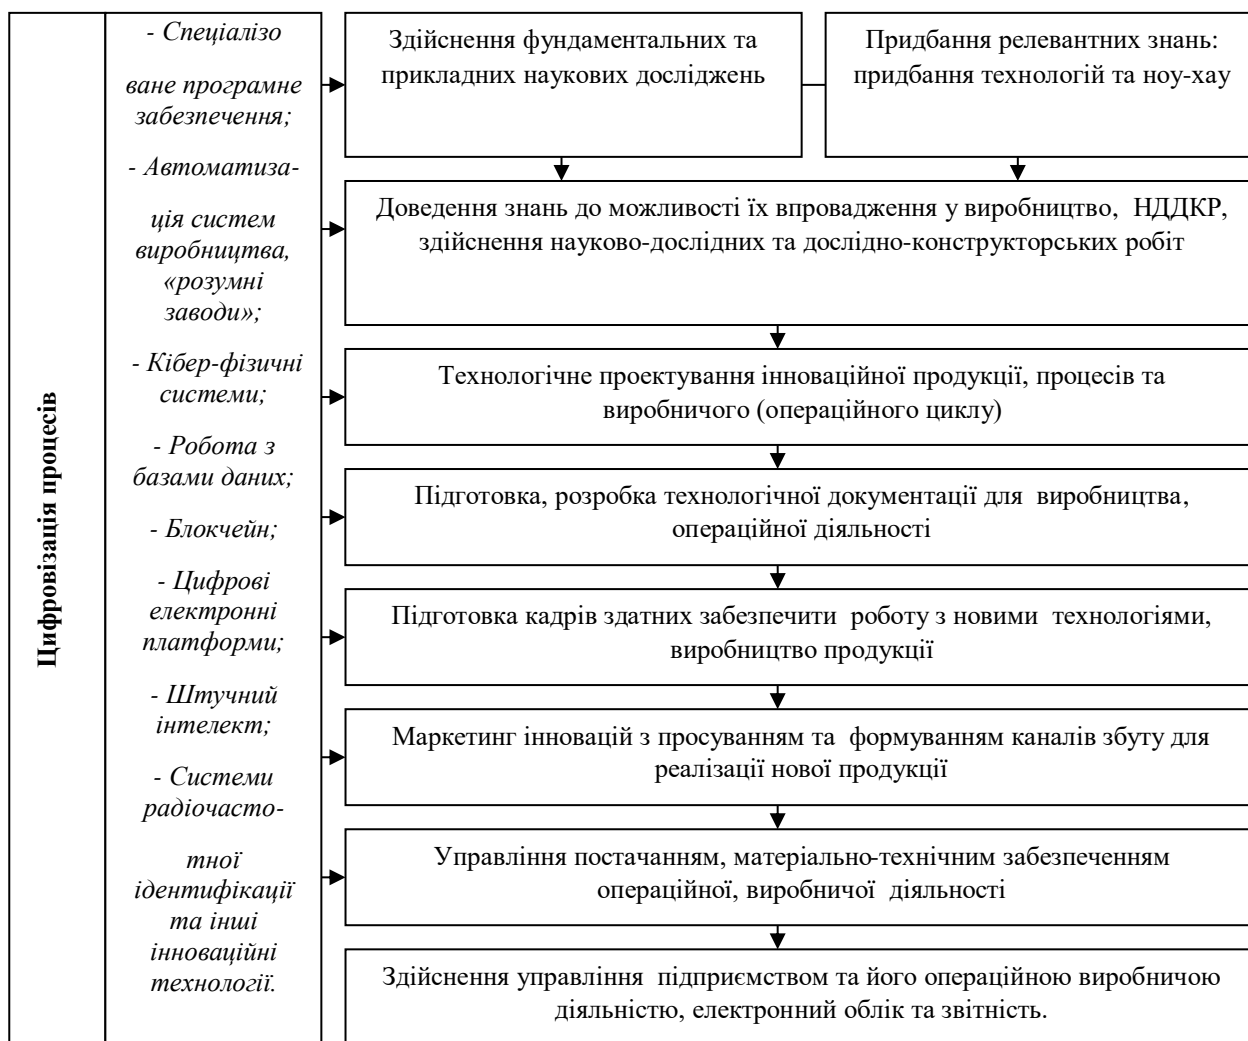 Цифровізація процесів
- Спеціалізо
ване програмне
забезпечення;
- Автоматиза-
ція систем
виробництва,
«розумні
заводи»;
- Кібер-фізичні
системи;
- Робота з
базами даних;
- Блокчейн;
- Цифрові
електронні
платформи;
- Штучний
інтелект;
- Системи
радіочасто-
тної
ідентифікації
та інші
інноваційні
технології.
Здійснення фундаментальних та
прикладних наукових досліджень
Придбання релевантних знань:
придбання технологій та ноу-хау
Доведення знань до можливості їх впровадження у виробництво, НДДКР,
здійснення науково-дослідних та дослідно-конструкторських робіт
Технологічне проектування інноваційної продукції, процесів та
виробничого (операційного циклу)
Підготовка, розробка технологічної документації для виробництва,
операційної діяльності
Підготовка кадрів здатних забезпечити роботу з новими технологіями,
виробництво продукції
Маркетинг інновацій з просуванням та формуванням каналів збуту для
реалізації нової продукції
Управління постачанням, матеріально-технічним забезпеченням
операційної, виробничої діяльності
Здійснення управління підприємством та його операційною виробничою
діяльністю, електронний облік та звітність.